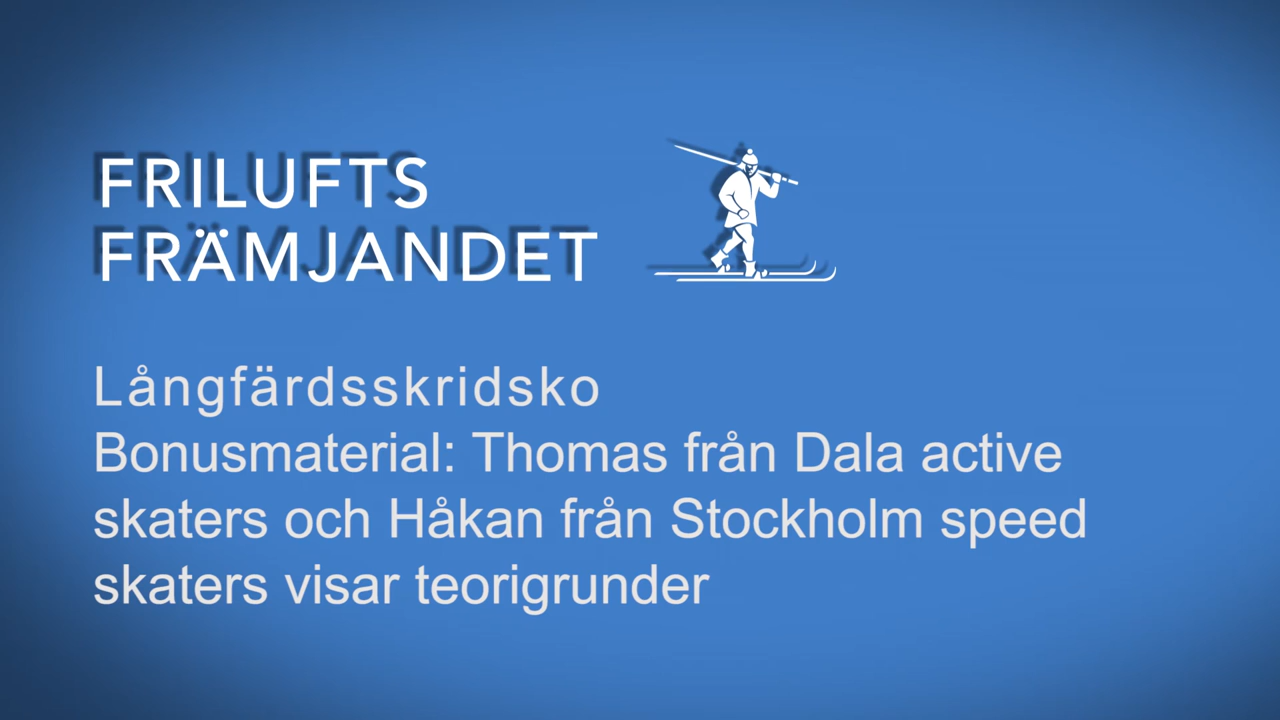 FRILUFTS
FRÄMJANDET
Långfärdsskridsko
Bonusmaterial: Thomas från Dala active
skaters och Håkan från Stockholm speed
skaters visar teorigrunder